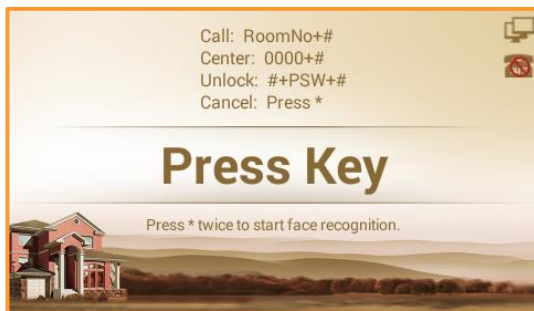 Call: RoomNo+#
Center: 0000+#
Unlock: #+PSW+#
Cancel: Press *
Press Key
Press * twice to start face recognition.